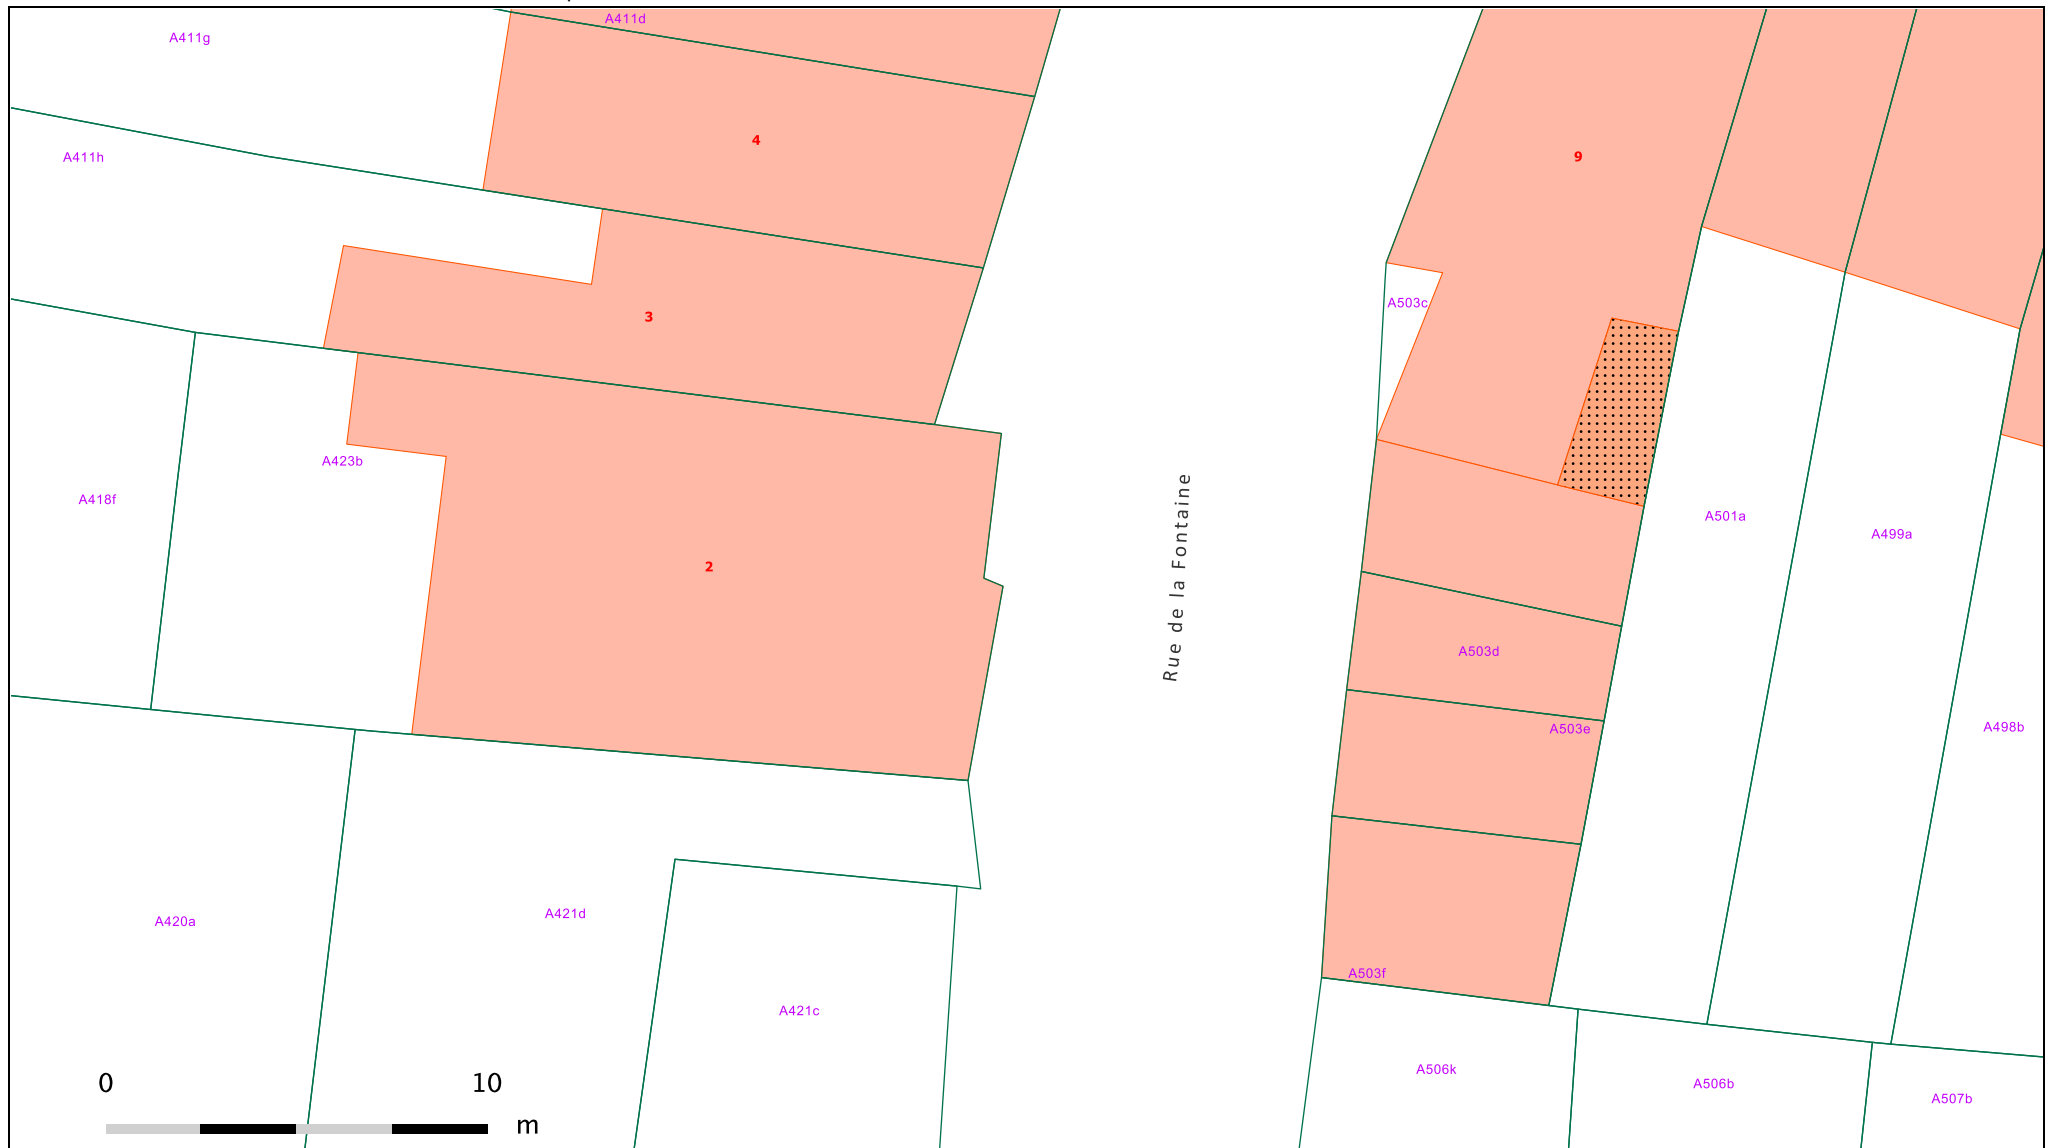 A411d
A411g
4
A411h
9
A503c
3
A423b
A418f
A501a
A499a
2
Rue de la Fontaine
A503d
A503e
A498b
A420a
A421d
A503f
A421c
A506k
A506b
A507b
0 10
m